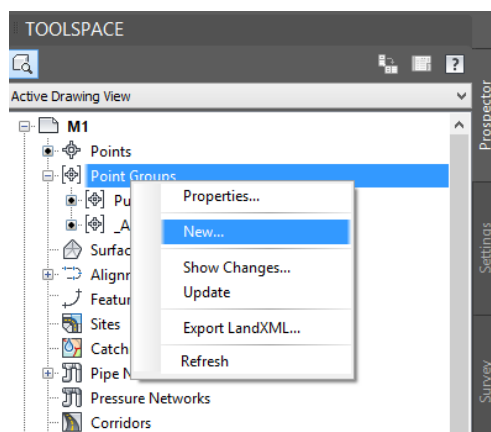 TOOLSPACE
Active Drawing View
M1
Points
Point Groups
Properties...
Pu
New...
_A
Surfac
Show Changes...
Alignn
Update
Featur
Sites
Export LandXML...
Catch
Refresh
Pipe N
Pressure Networks
Corridors
Prospector
Settings
Survey